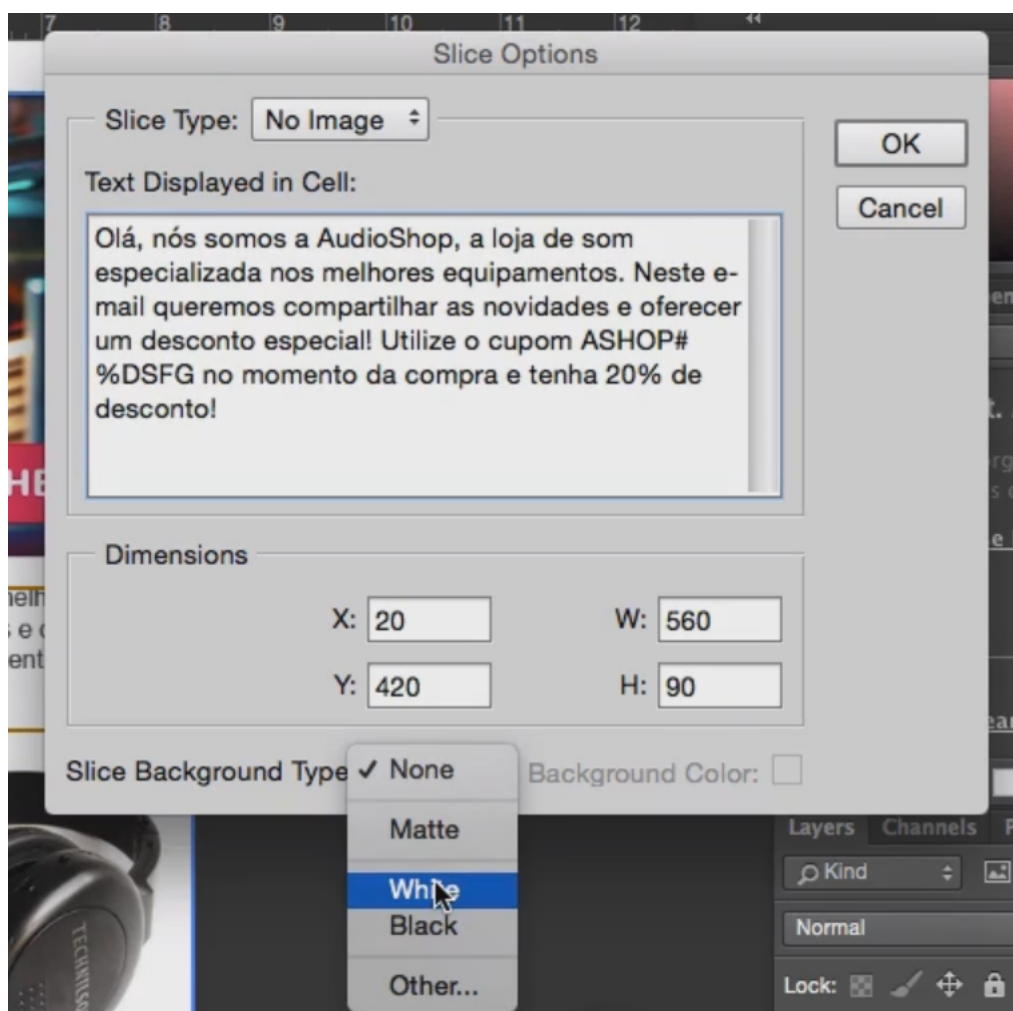 7 8 9 10 11 12
Slice Options
Slice Type: No Image
OK
Text Displayed in Cell:
Cancel
Olá, nós somos a AudioShop, a loja de som
especializada nos melhores equipamentos. Neste e-
mail queremos compartilhar as novidades e oferecer
um desconto especial! Utilize o cupom ASHOP#
%DSFG no momento da compra e tenha 20% de
desconto!
HE
Dimensions
X: 20 W: 560
Y: 420 H: 90
Slice Background Type ✓ None Background Color:
Matte
White
Black
Other...
Layers Channels P
Kind
Normal
Lock: